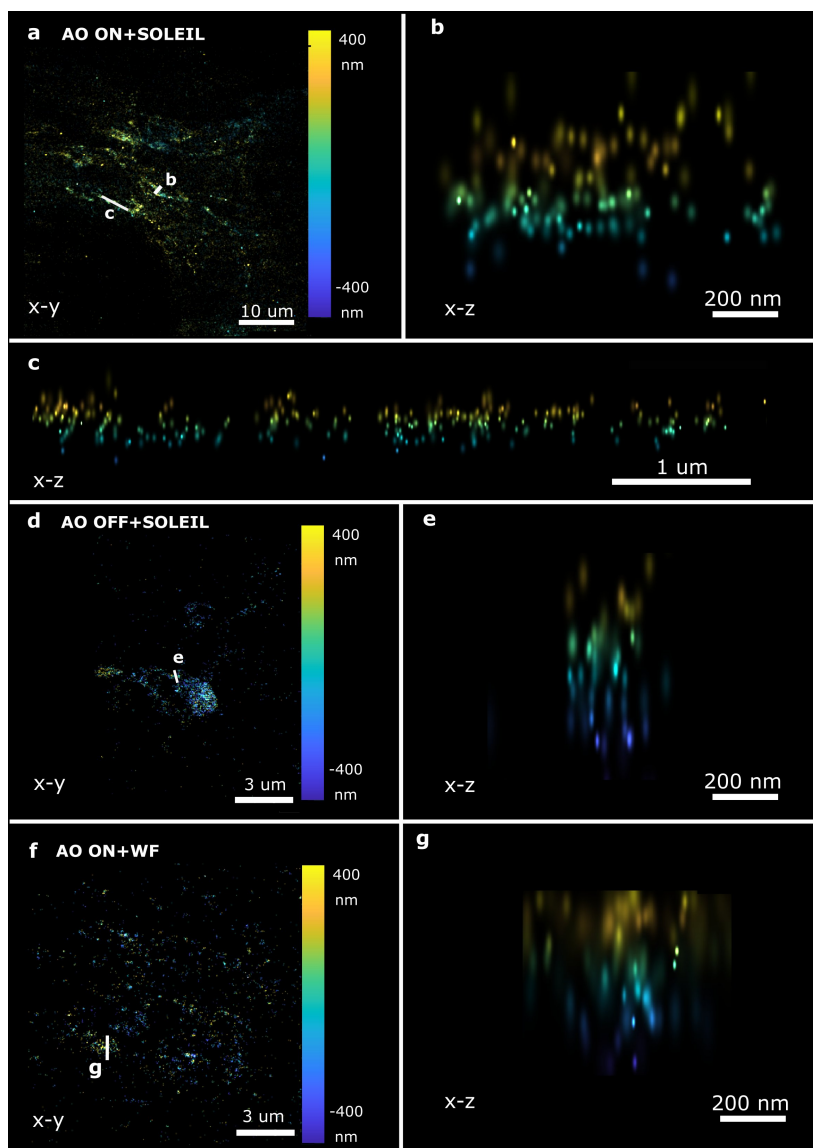 a AO ON+SOLEIL
400
nm
b
c
-400
nm
x-y
10 um
b
x-z
200 nm
c
x-z
1 um
d AO OFF+SOLEIL
400
nm
e
-400
nm
x-y
3 um
e
x-z
200 nm
f AO ON+WF
400
nm
g
-400
nm
x-y
3 um
g
x-z
200 nm